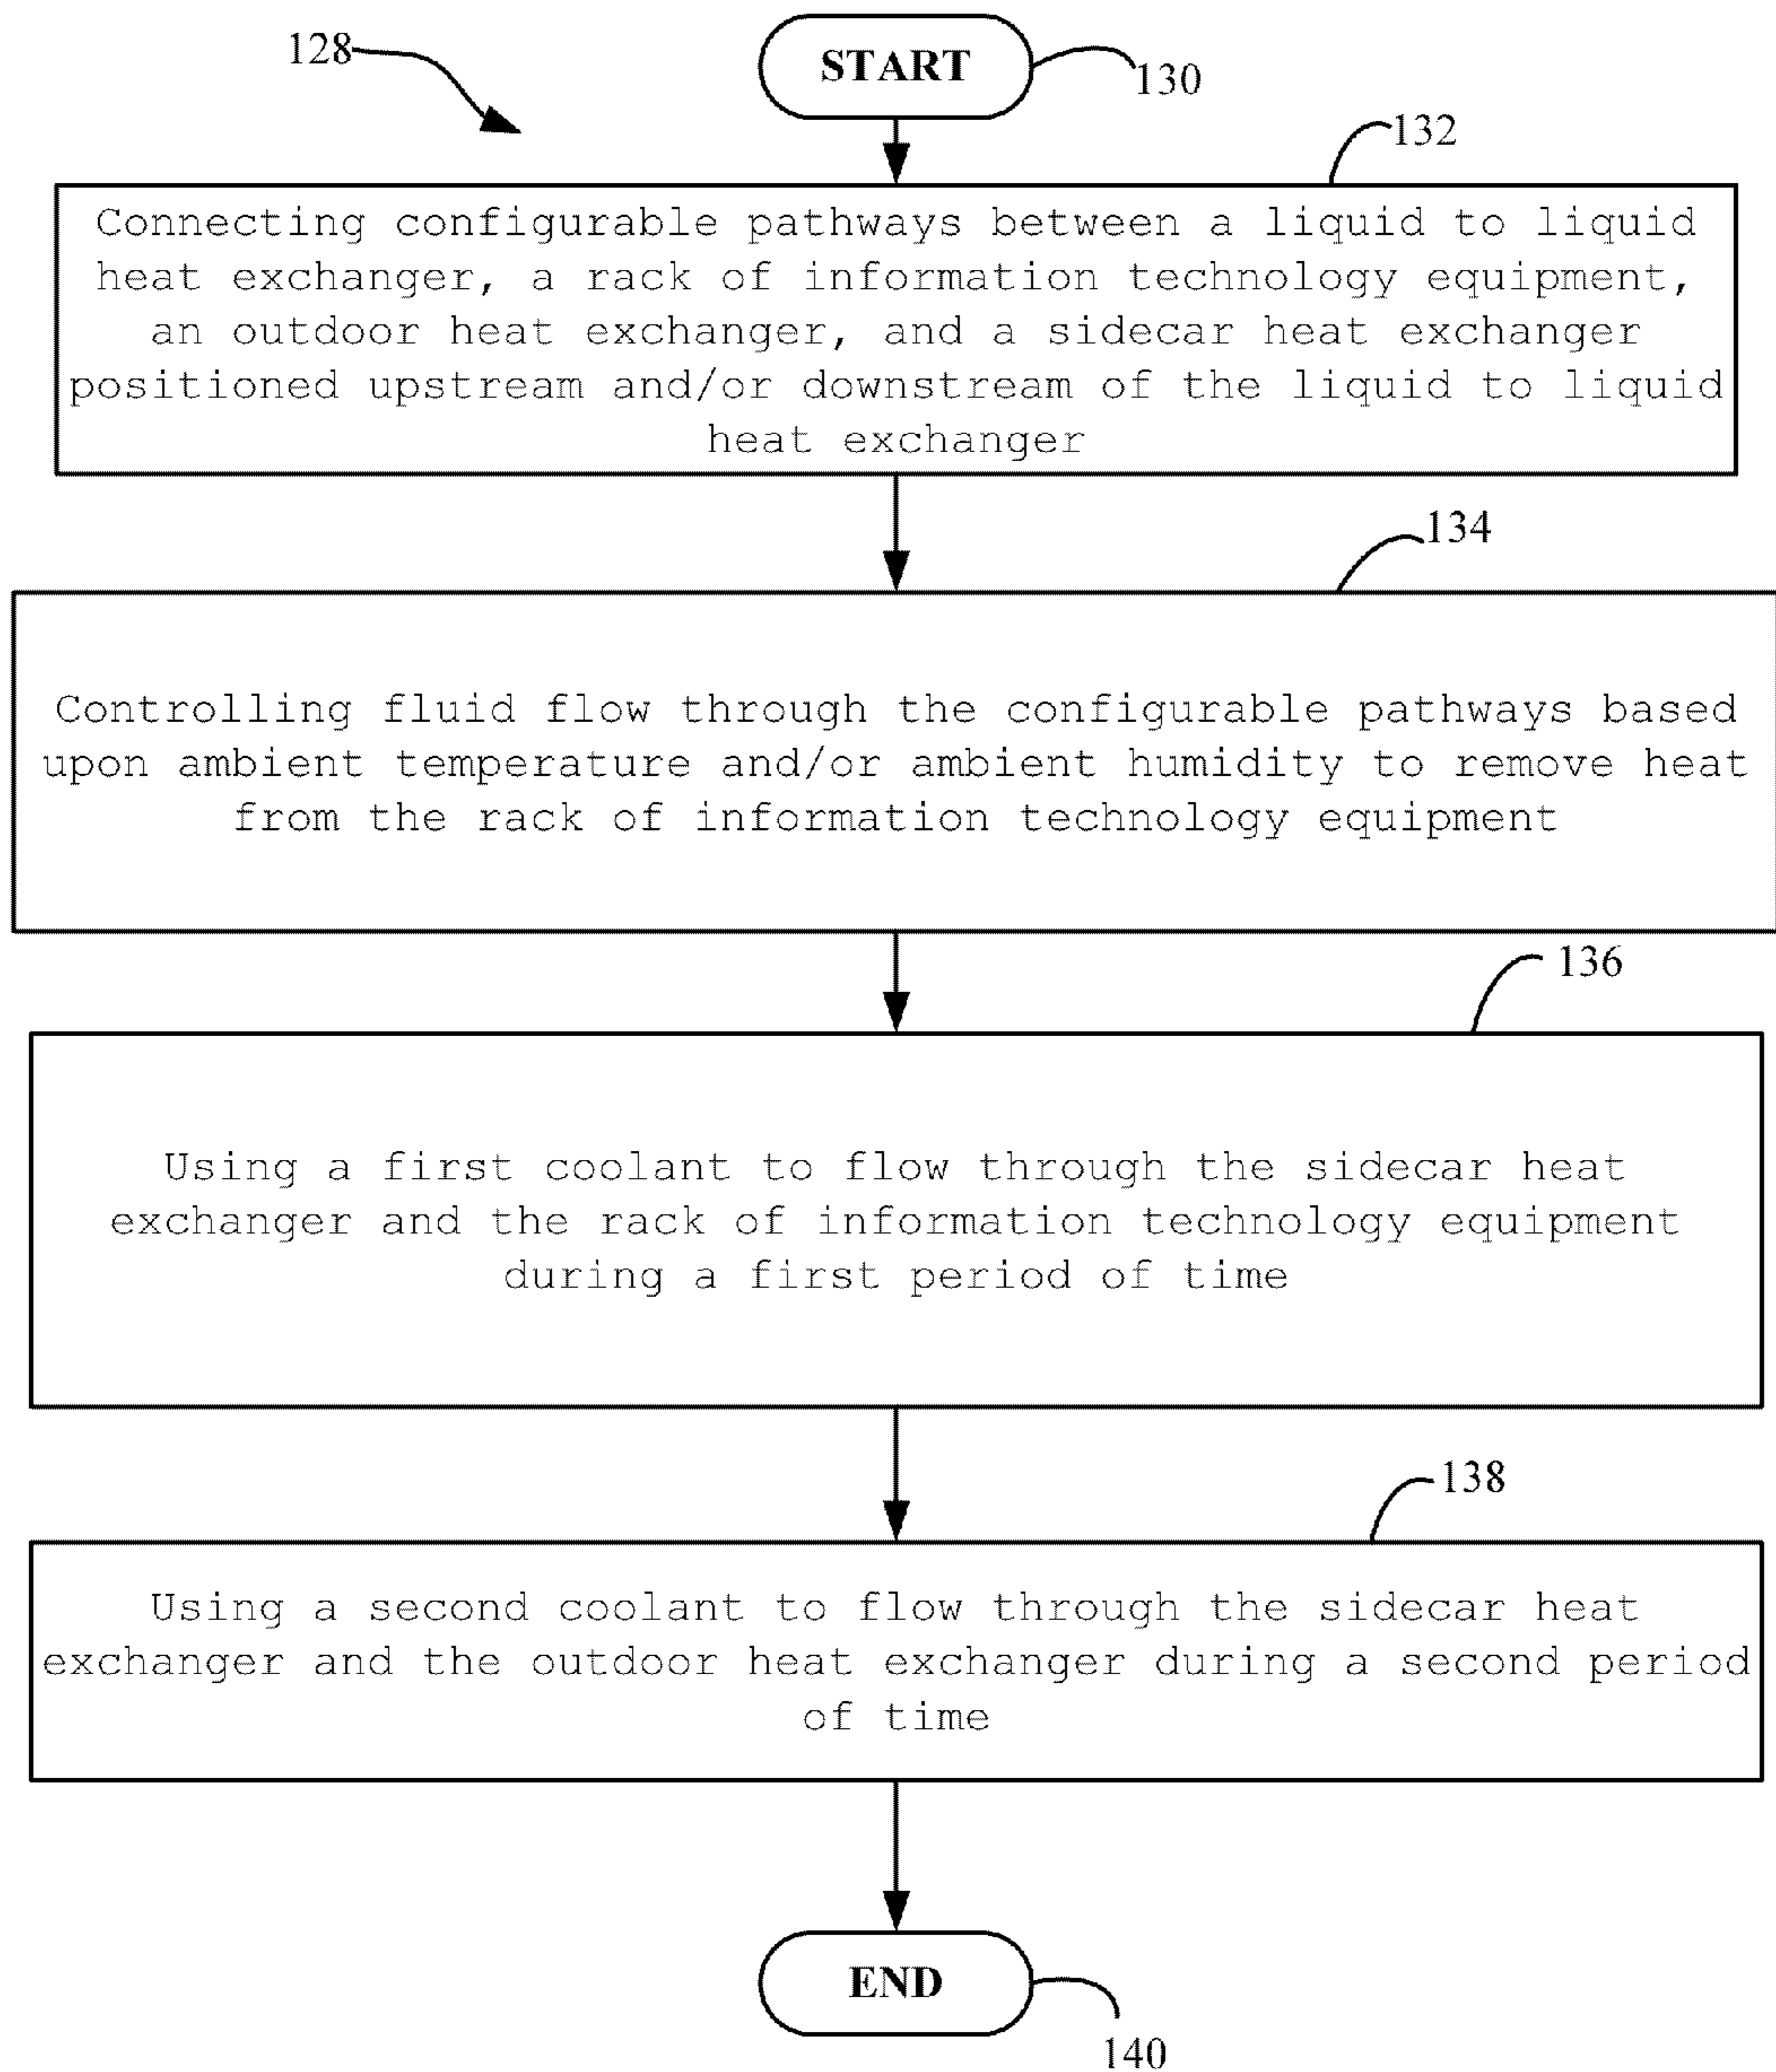 128
START
130
132
Connecting configurable pathways between a liquid to liquid
heat exchanger, a rack of information technology equipment,
an outdoor heat exchanger, and a sidecar heat exchanger
positioned upstream and/or downstream of the liquid to liquid
heat exchanger
134
Controlling fluid flow through the configurable pathways based
upon ambient temperature and/or ambient humidity to remove heat
from the rack of information technology equipment
136
Using a first coolant to flow through the sidecar heat
exchanger and the rack of information technology equipment
during a first period of time
138
Using a second coolant to flow through the sidecar heat
exchanger and the outdoor heat exchanger during a second period
of time
END
140